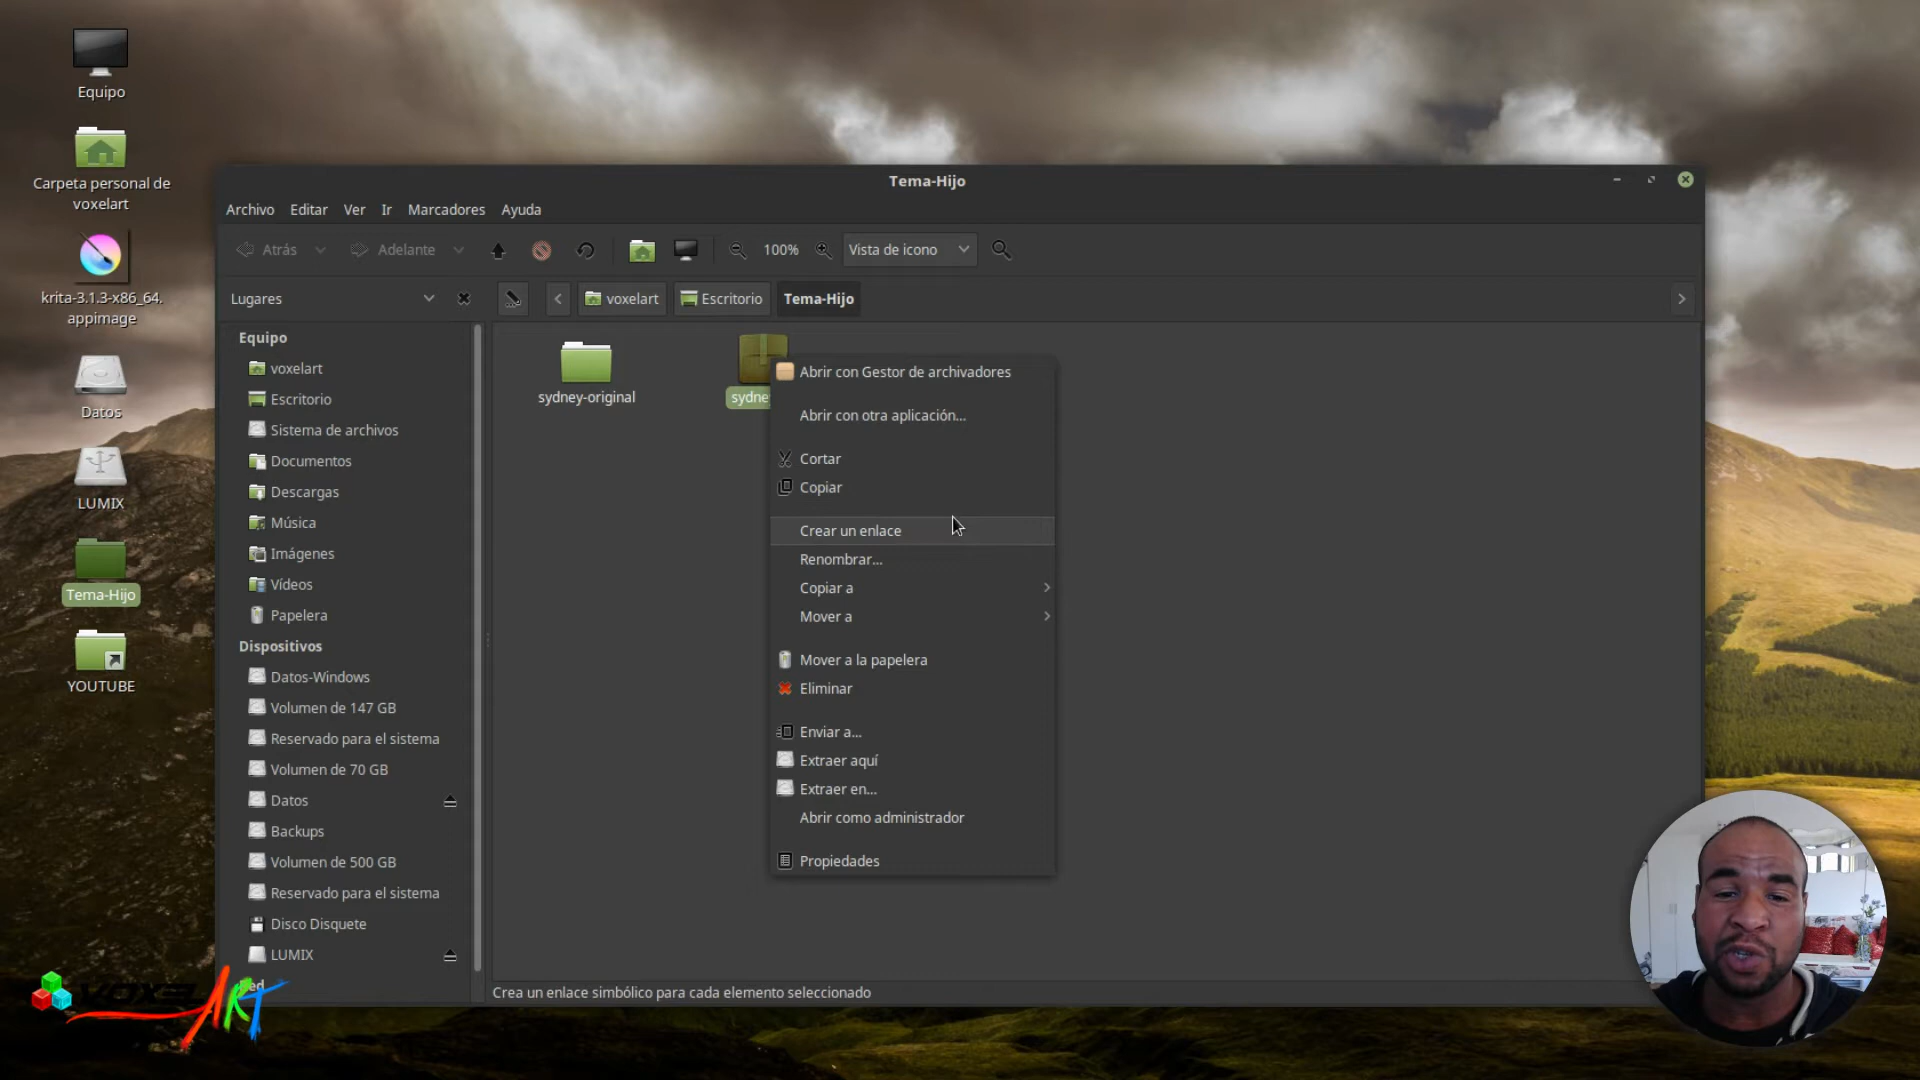 Equipo
Carpeta personal de
voxelart
krita-3.1.3-x86_64.
appimage
Datos
LUMIX
Tema-Hijo
YOUTUBE
Tema-Hijo
Archivo Editar Ver Ir Marcadores Ayuda
Atrás Adelante 100% Vista de icono
Lugares voxelart Escritorio Tema-Hijo
Equipo
voxelart
Escritorio
Sistema de archivos
Documentos
Descargas
Música
Imágenes
Vídeos
Papelera
Dispositivos
Datos-Windows
Volumen de 147 GB
Reservado para el sistema
Volumen de 70 GB
Datos
Backups
Volumen de 500 GB
Reservado para el sistema
Disco Disquete
LUMIX
sydney-original
Abrir con Gestor de archivadores
Abrir con otra aplicación...
Cortar
Copiar
Crear un enlace
Renombrar...
Copiar a
Mover a
Mover a la papelera
Eliminar
Enviar a...
Extraer aquí
Extraer en...
Abrir como administrador
Propiedades
Crea un enlace simbólico para cada elemento seleccionado
VOXEL ART